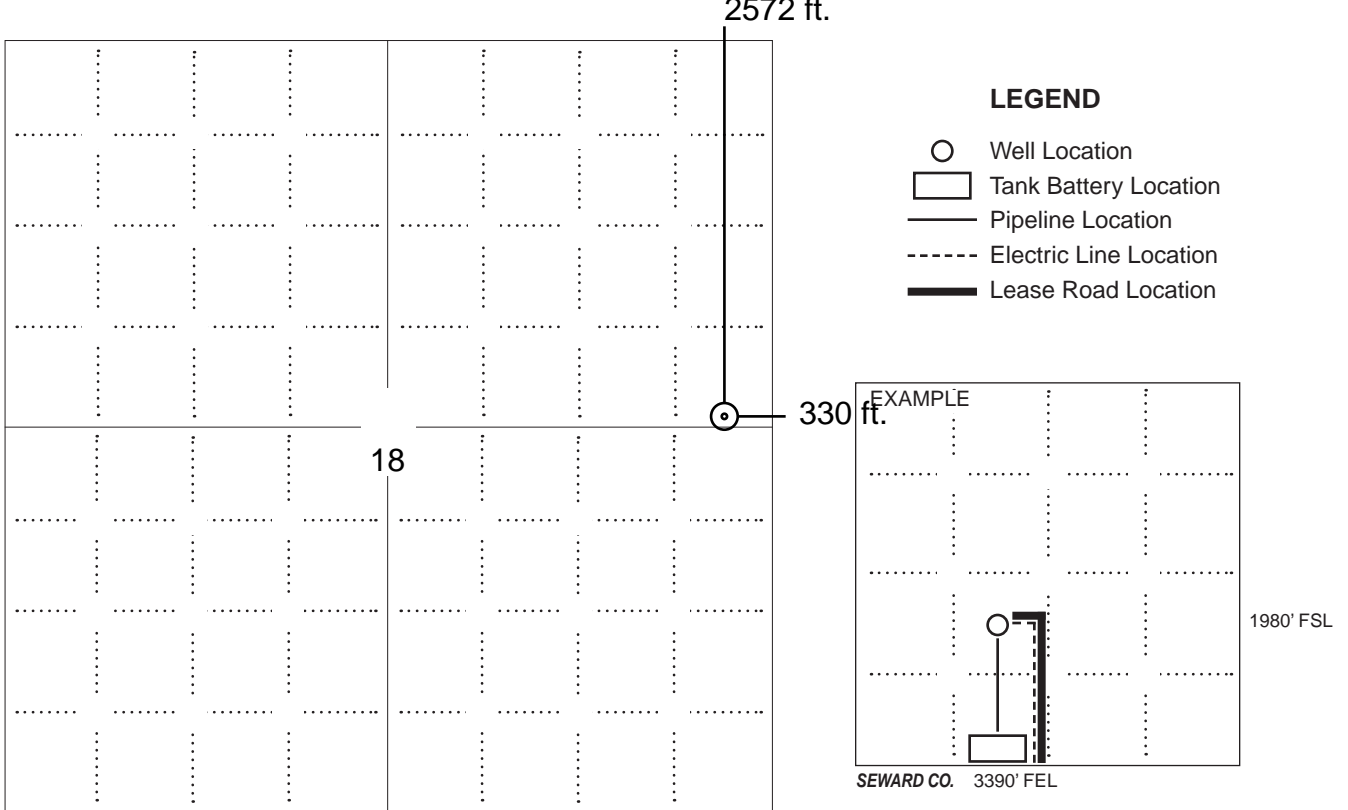 2572 ft.
LEGEND
Well Location
Tank Battery Location
Pipeline Location
Electric Line Location
Lease Road Location
330 ft.
EXAMPLE
18
1980' FSL
SEWARD CO. 3390' FEL